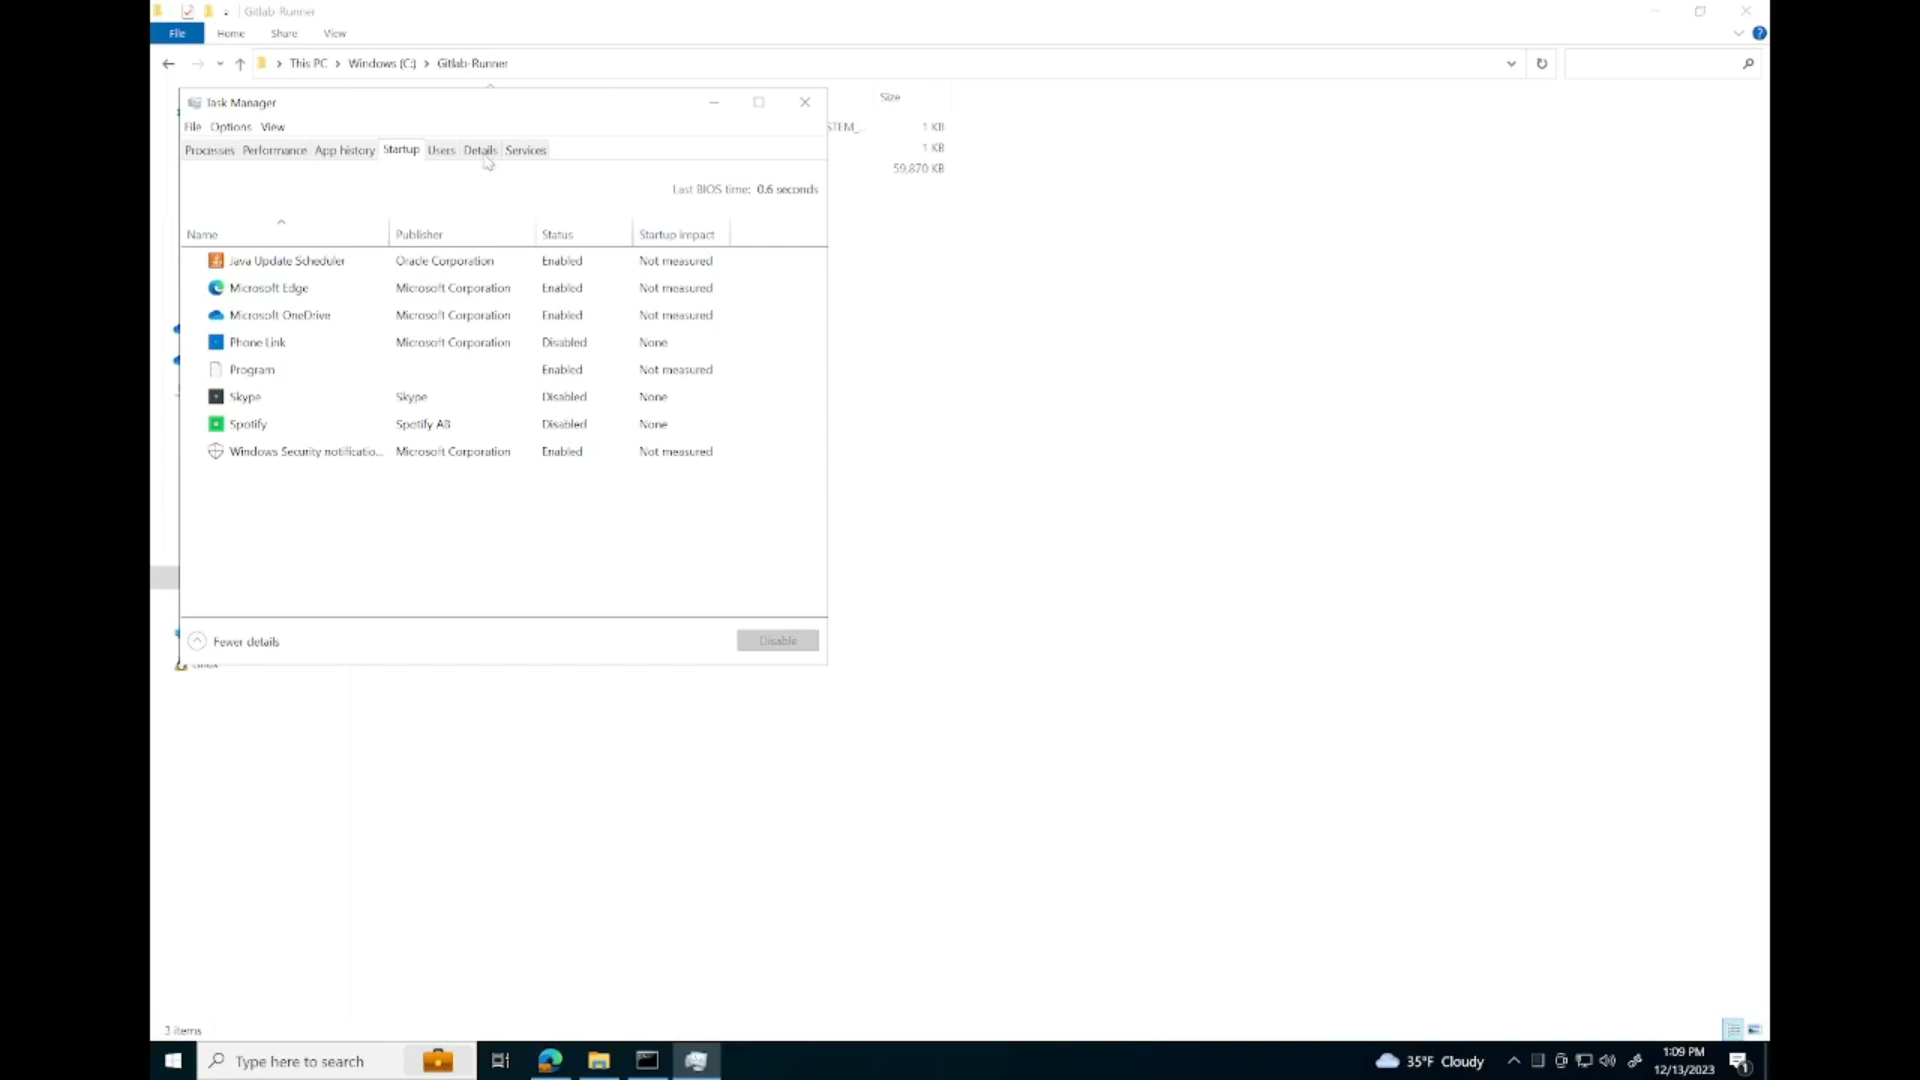 Gitlab-Runner
File Home Share View
This PC > Windows (C:) > Gitlab-Runner
Size
STEM_... 1 KB
1 KB
59,870 KB
Task Manager
File Options View
Processes Performance App history Startup Users Details Services
Last BIOS time: 0.6 seconds
Name Publisher Status Startup impact
Java Update Scheduler Oracle Corporation Enabled Not measured
Microsoft Edge Microsoft Corporation Enabled Not measured
Microsoft OneDrive Microsoft Corporation Enabled Not measured
Phone Link Microsoft Corporation Disabled None
Program Enabled Not measured
Skype Skype Disabled None
Spotify Spotify AB Disabled None
Windows Security notificatio... Microsoft Corporation Enabled Not measured
Fewer details Disable
Linux
3 items
Type here to search
35°F Cloudy
1:09 PM
12/13/2023
1